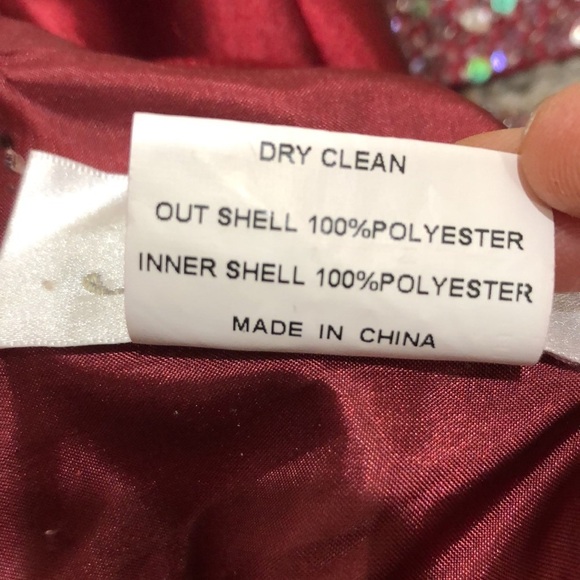 DRY CLEAN
OUT SHELL 100%POLYESTER
INNER SHELL 100%POLYESTER
MADE IN CHINA